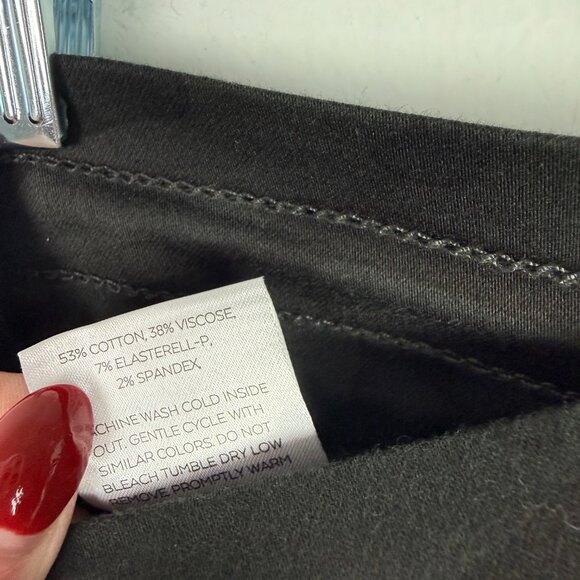 53% COTTON, 38% VISCOSE,
7% ELASTERELL-P,
2% SPANDEX,
CHINE WASH COLD INSIDE
OUT. GENTLE CYCLE WITH
SIMILAR COLORS. DO NOT
BLEACH TUMBLE DRY LOW
REMOVE PROMPTLY WARM